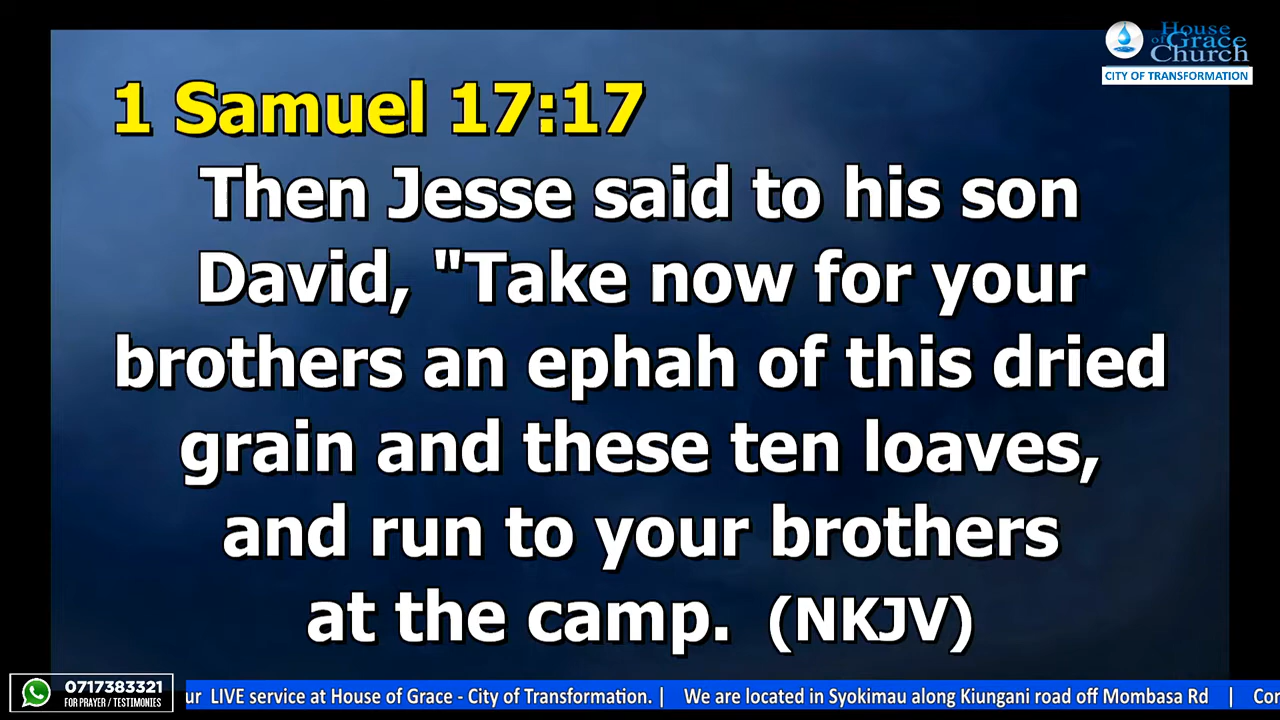 House
of Grace
Church
CITY OF TRANSFORMATION
1 Samuel 17:17
Then Jesse said to his son
David, "Take now for your
brothers an ephah of this dried
grain and these ten loaves,
and run to your brothers
at the camp. (NKJV)
0717383321
FOR PRAYER / TESTIMONIES
ur LIVE service at House of Grace - City of Transformation. | We are located in Syokimau along Kiungani road off Mombasa Rd | Co